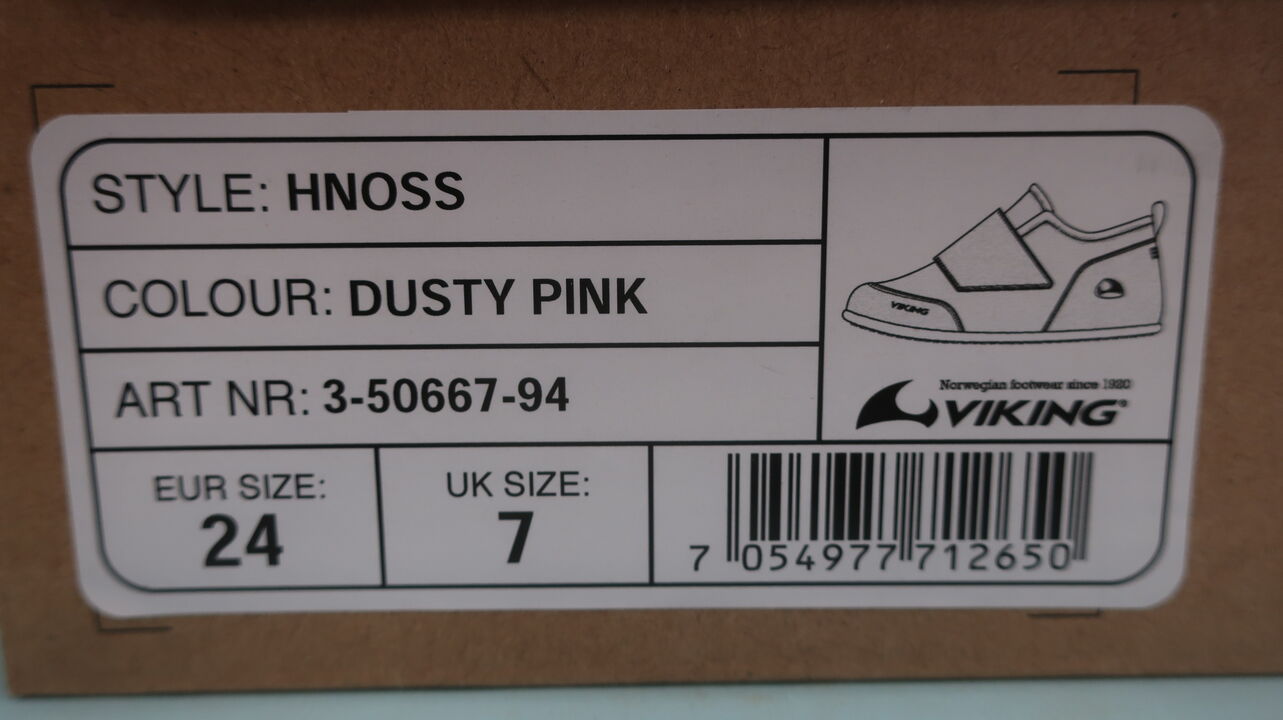 STYLE: HNOSS
COLOUR: DUSTY PINK
ART NR: 3-50667-94
VIKING
Norwegian footwear since 1920
VIKING®
EUR SIZE:
24
UK SIZE:
7
7 054977 712650